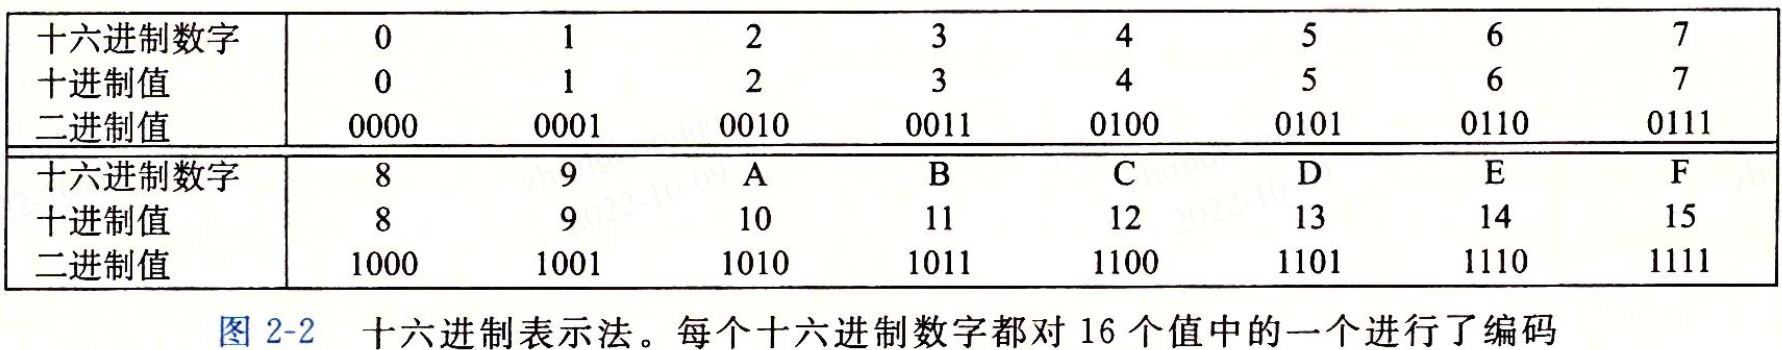 十六进制数字 0 1 2 3 4 5 6 7
十进制值 0 1 2 3 4 5 6 7
二进制值 0000 0001 0010 0011 0100 0101 0110 0111
十六进制数字 8 9 A B C D E F
十进制值 8 9 10 11 12 13 14 15
二进制值 1000 1001 1010 1011 1100 1101 1110 1111
图 2-2 十六进制表示法。每个十六进制数字都对 16 个值中的一个进行了编码